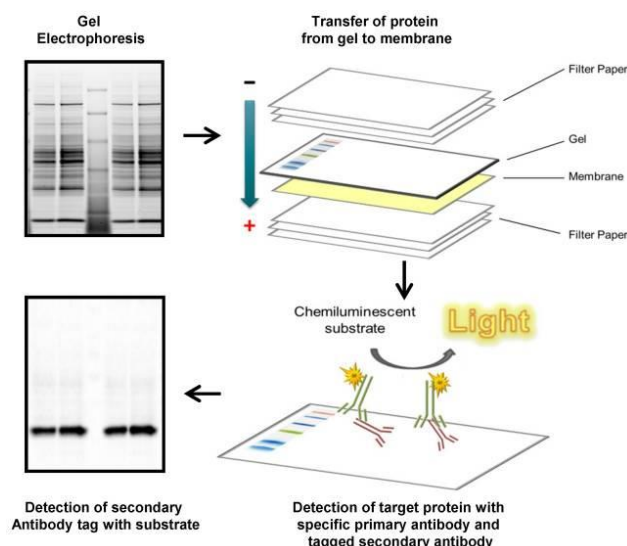 Gel
Electrophoresis
Transfer of protein
from gel to membrane
Filter Paper
-
Gel
Membrane
+
Filter Paper
Chemiluminescent
substrate
Light
Detection of secondary
Antibody tag with substrate
Detection of target protein with
specific primary antibody and
tagged secondary antibody